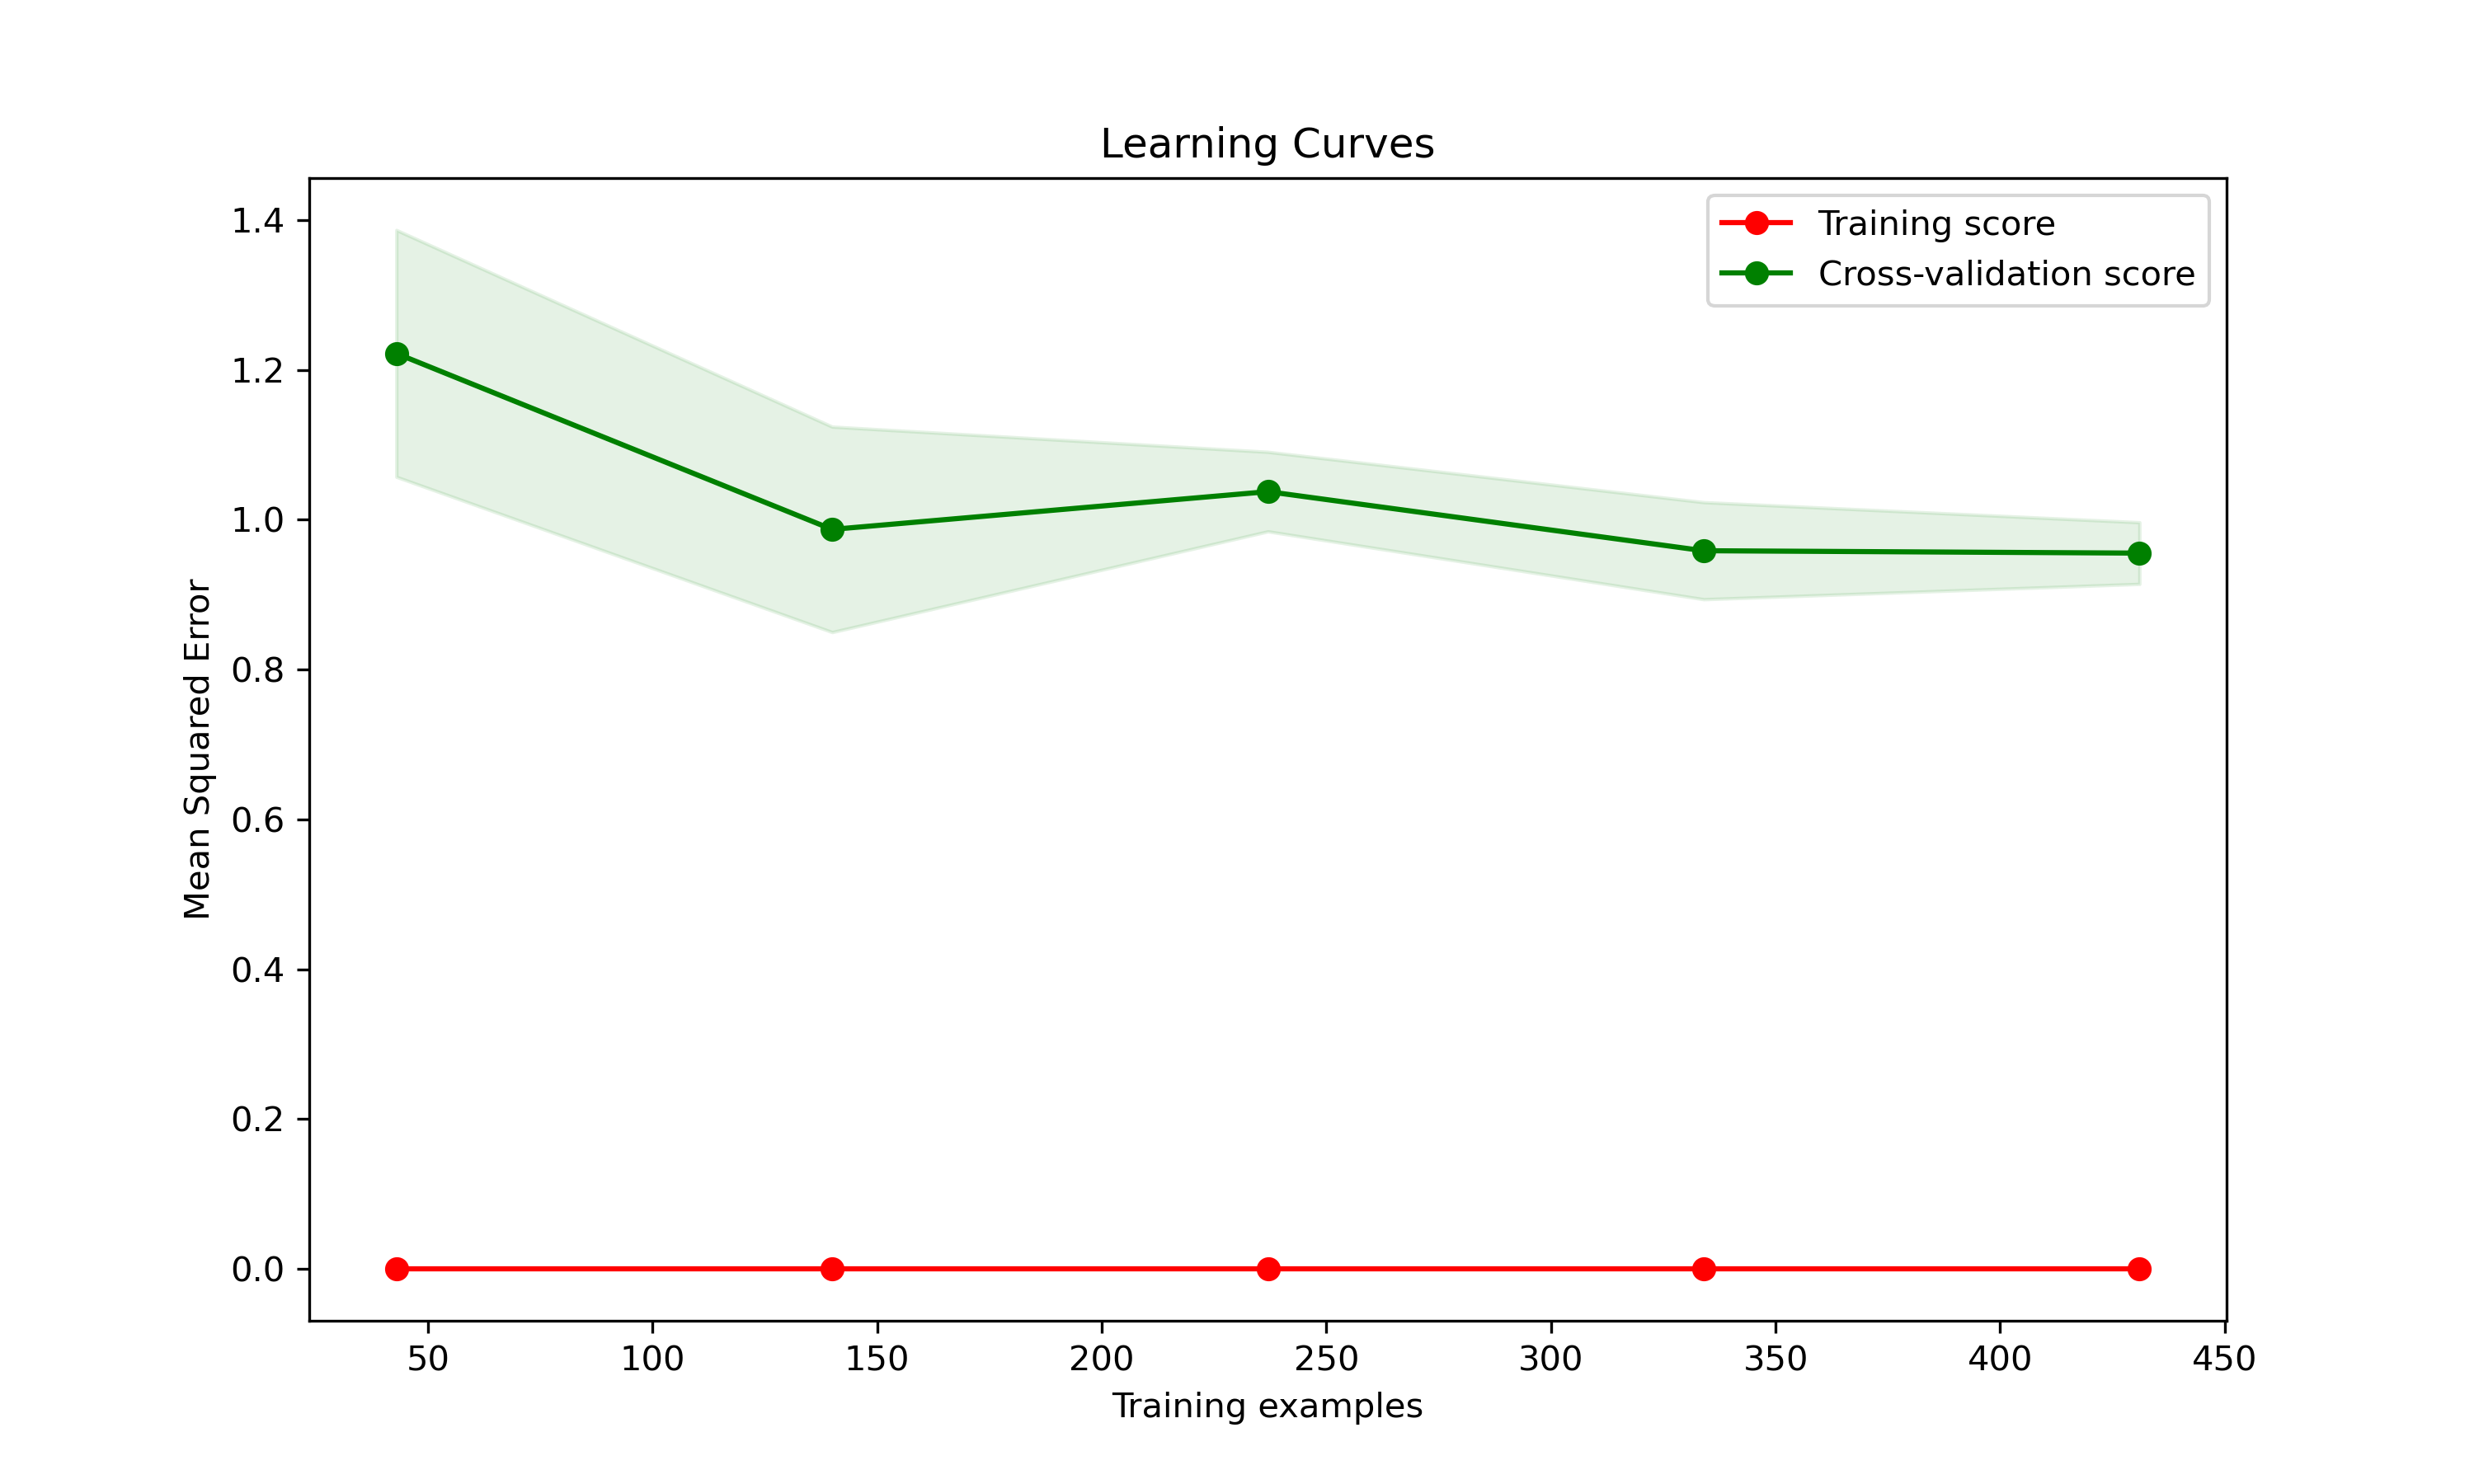 Learning Curves
Training score
Cross-validation score
1.4
1.2
1.0
0.8
0.6
0.4
0.2
0.0
Mean Squared Error
50 100 150 200 250 300 350 400 450
Training examples